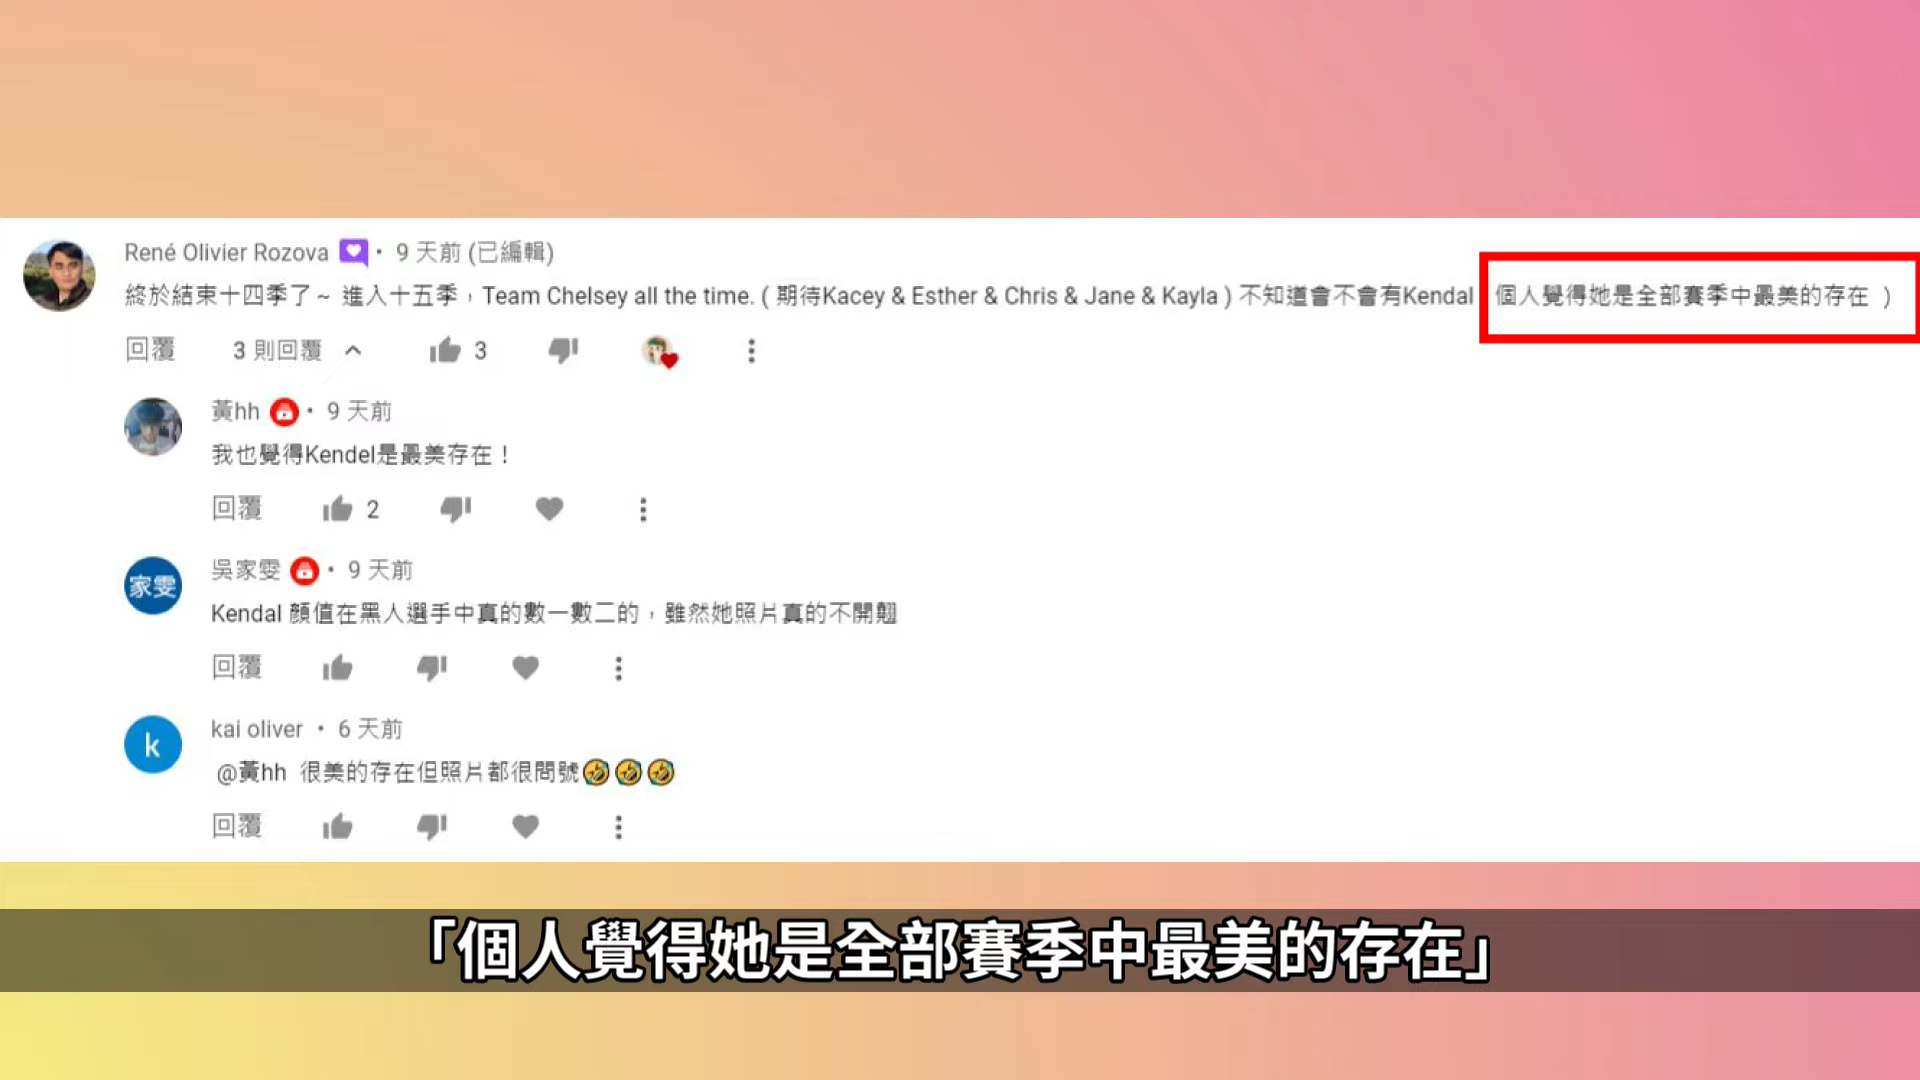 René Olivier Rozova · 9 天前 (已編輯)
終於結束十四季了~ 進入十五季，Team Chelsey all the time. ( 期待Kacey & Esther & Chris & Jane & Kayla ) 不知道會不會有Kendal 個人覺得她是全部賽季中最美的存在 )
回覆 3 則回覆 3
黃hh · 9 天前
我也覺得Kendel是最美存在！
回覆 2
家雯
吳家雯 · 9 天前
Kendal 顏值在黑人選手中真的數一數二的，雖然她照片真的不開翹
回覆
k
kai oliver · 6 天前
@黃hh 很美的存在但照片都很問號🤣🤣🤣
回覆
「個人覺得她是全部賽季中最美的存在」